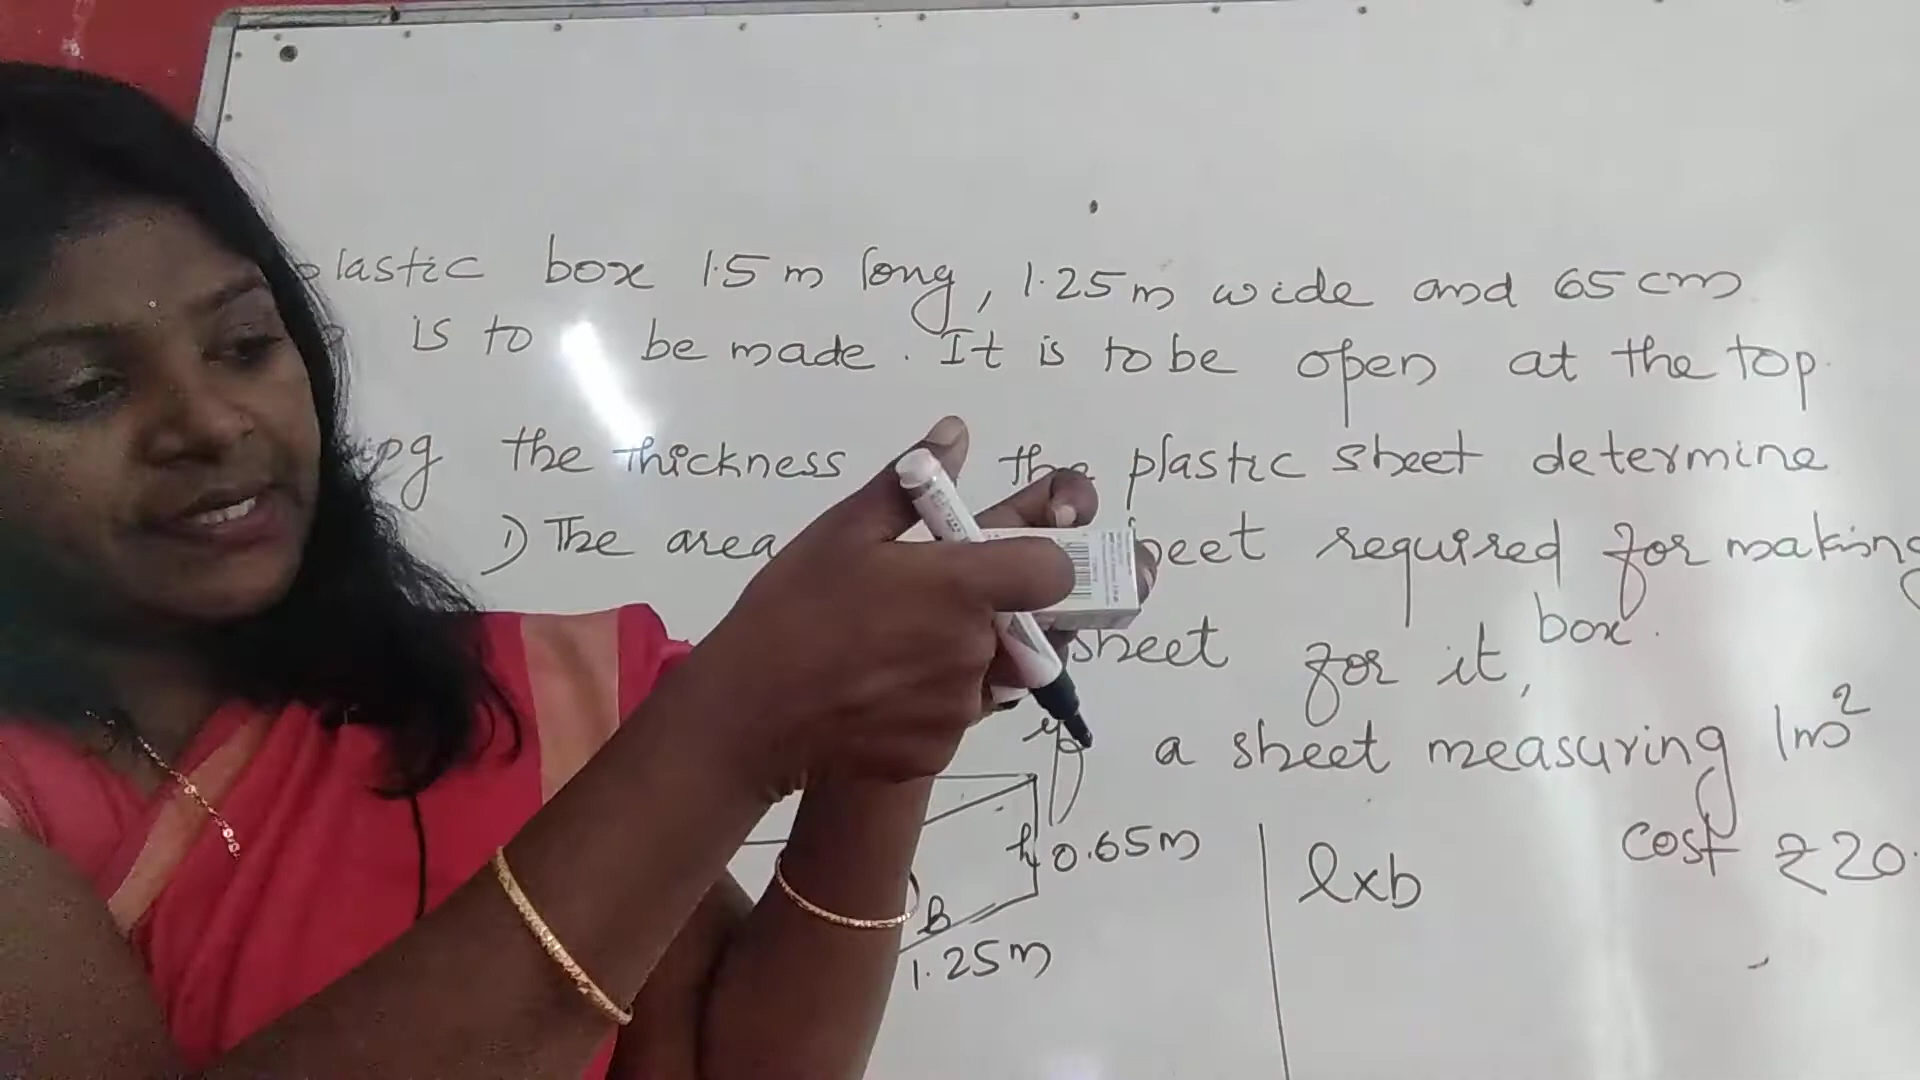 plastic box 1.5 m long, 1.25 m wide and 65 cm
is to be made. It is to be open at the top.
the thickness the plastic sheet determine
1) The area sheet required for making
box.
sheet for it,
a sheet measuring 1m²
cost ₹20.
h 0.65m
l×b
B
1.25m